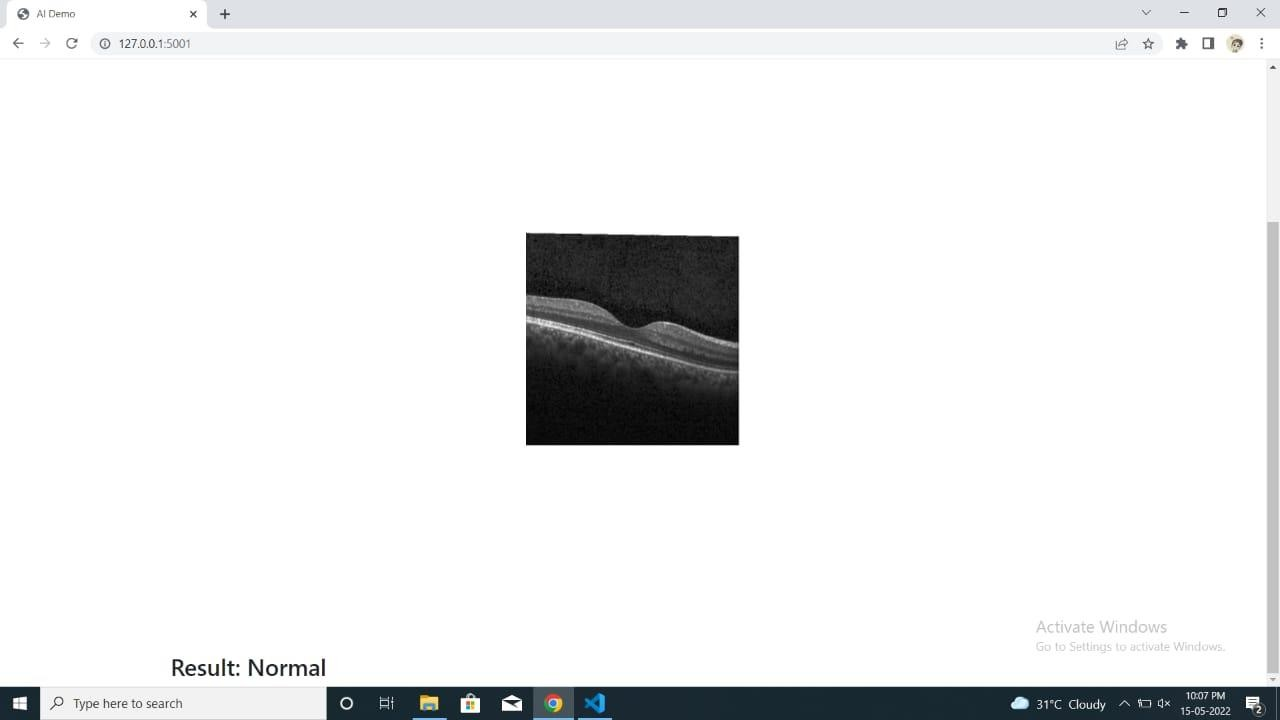 AI Demo
127.0.0.1:5001
Activate Windows
Go to Settings to activate Windows.
Result: Normal
Type here to search
31°C Cloudy
10:07 PM
15-05-2022
2